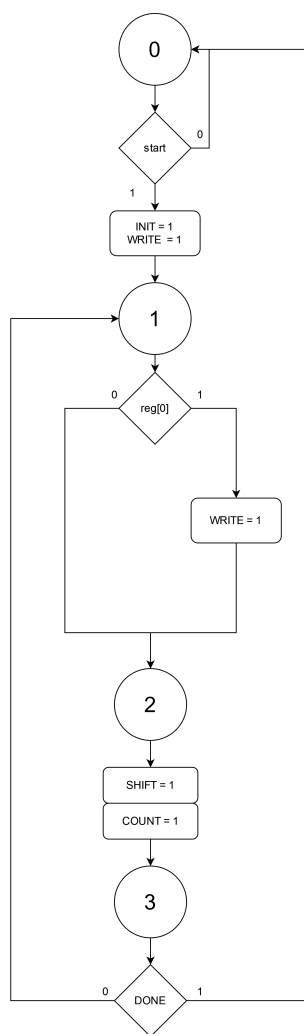 0
start
0
1
INIT = 1
WRITE = 1
1
0
reg[0]
1
WRITE = 1
2
SHIFT = 1
COUNT = 1
3
0
DONE
1